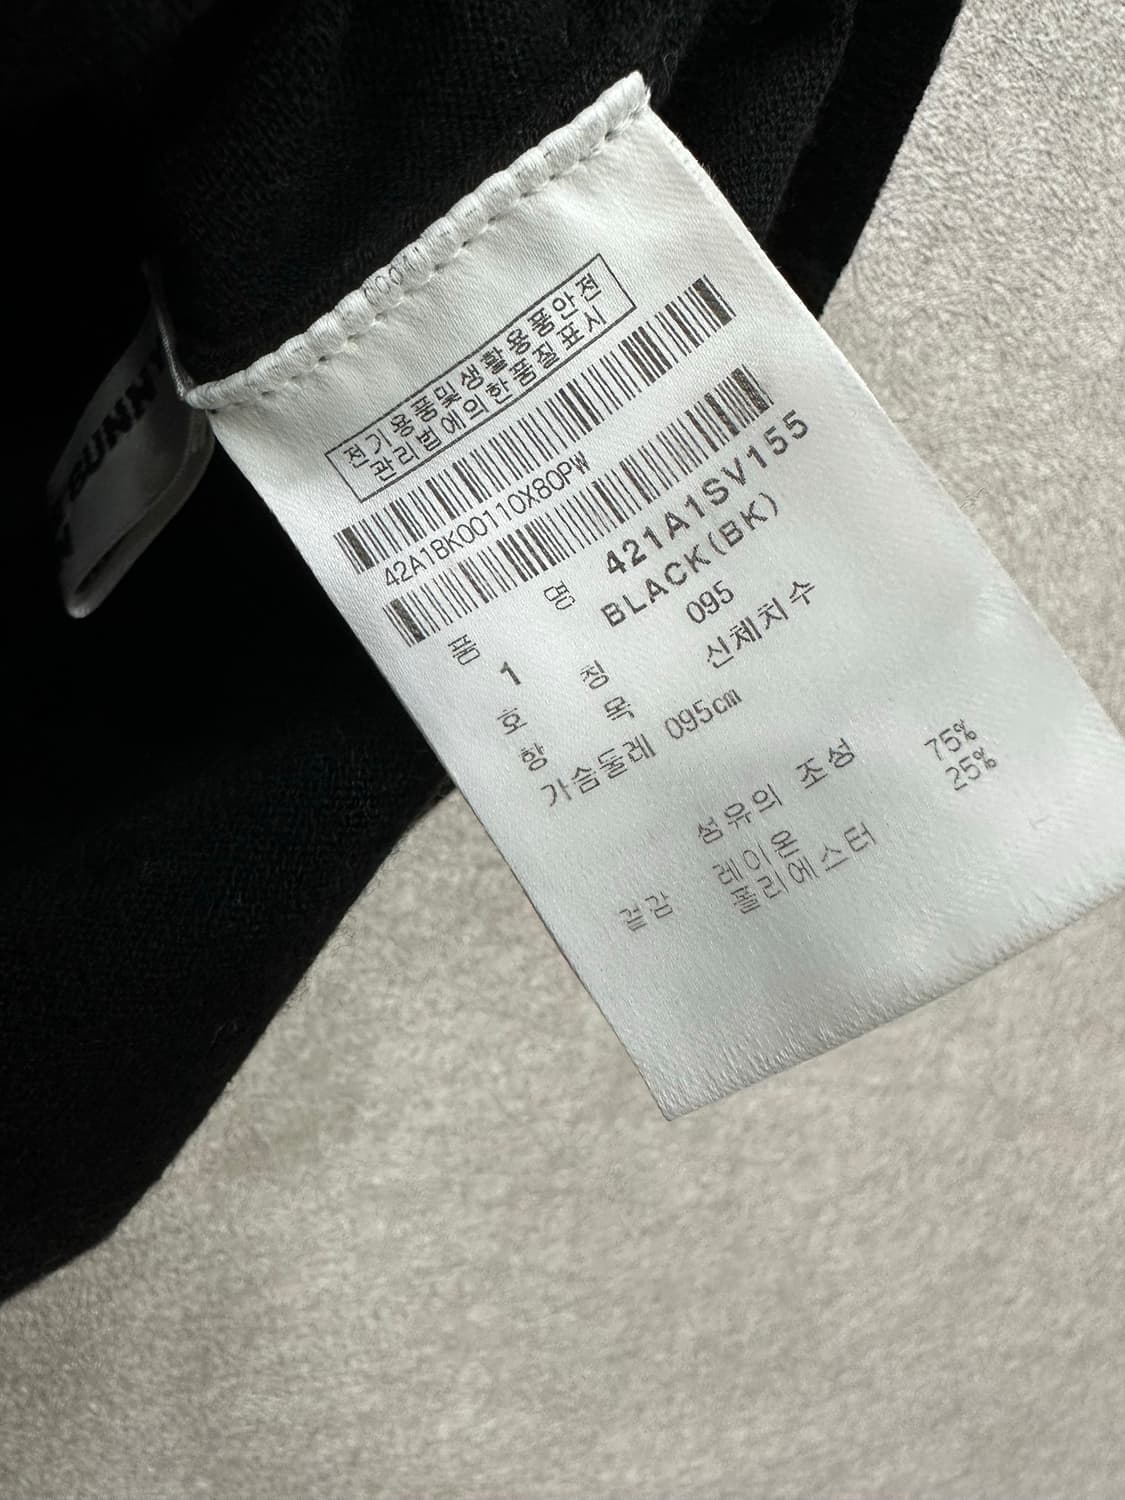 전기용품및생활용품안전
관리법에의한품질표시
42A1BK00110X80PW
품 명 421A1SV155
1 BLACK(BK)
호 칭 095
항 목 신체치수
가슴둘레 095cm
섬유의 조성
겉감 레이온 75%
폴리에스터 25%
SUNN